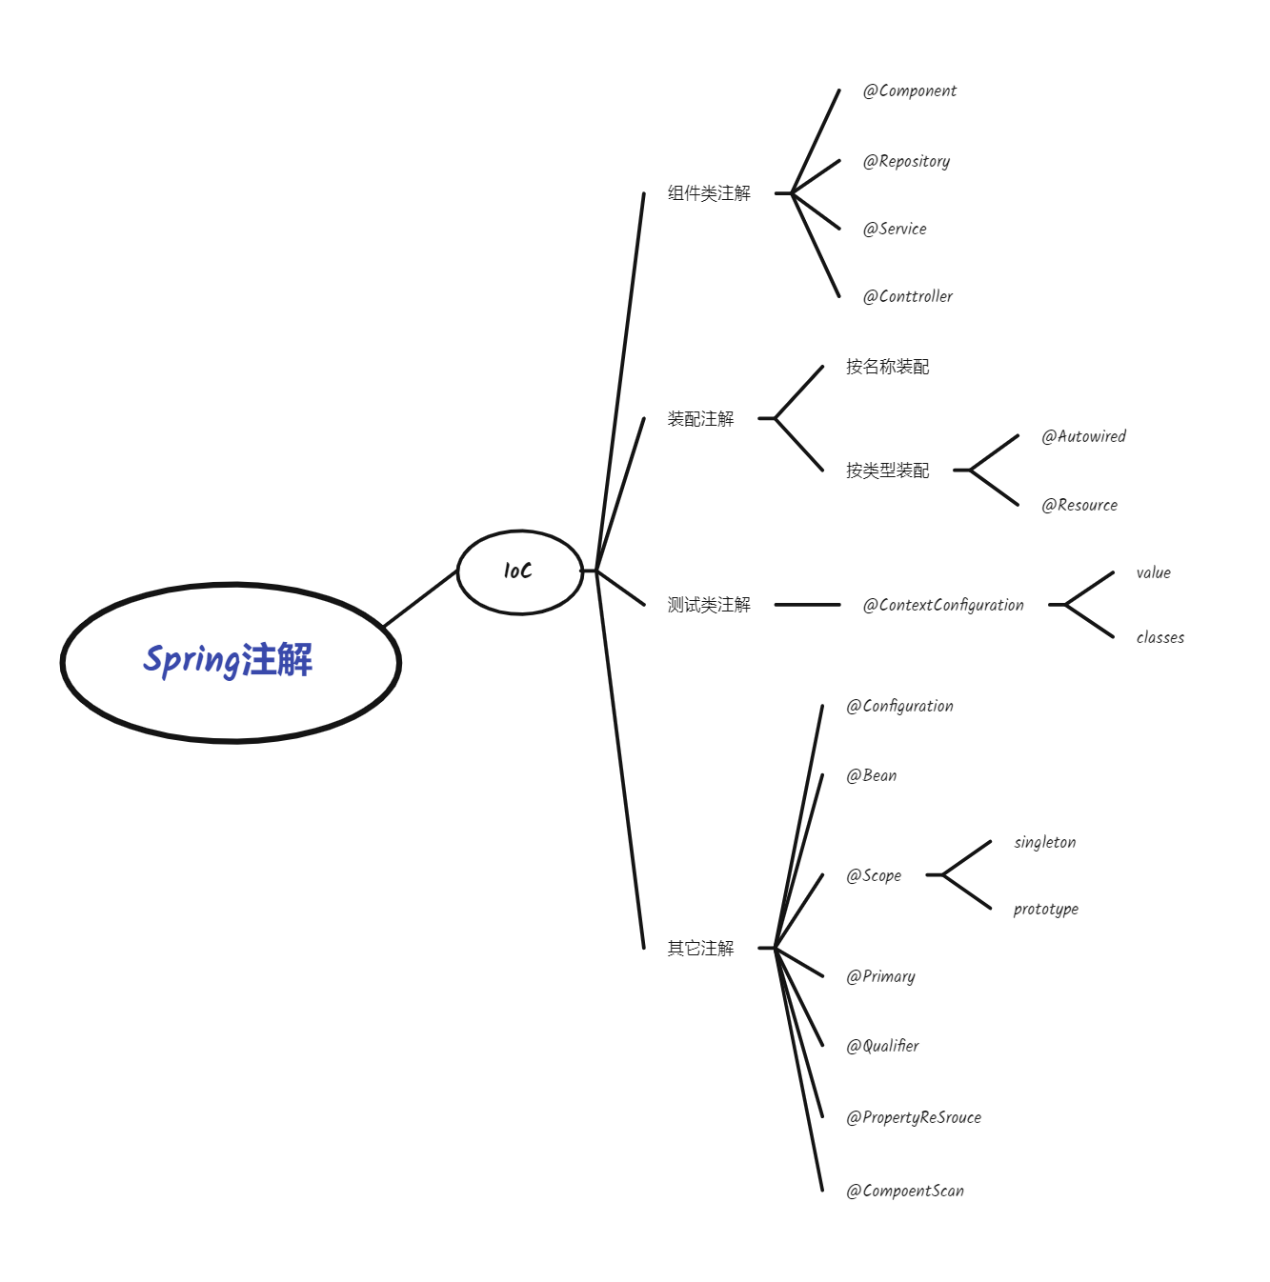 Spring注解
IoC
组件类注解
@Component
@Repository
@Service
@Conttroller
装配注解
按名称装配
按类型装配
@Autowired
@Resource
测试类注解
@ContextConfiguration
value
classes
其它注解
@Configuration
@Bean
@Scope
singleton
prototype
@Primary
@Qualifier
@PropertyReSrouce
@CompoentScan